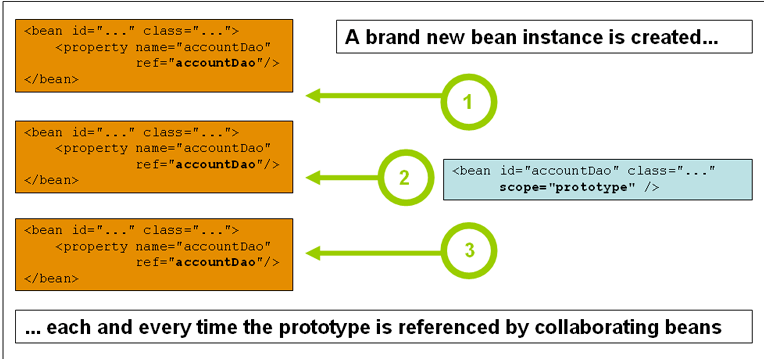 <bean id="..." class="...">
<property name="accountDao"
ref="accountDao"/>
</bean>
A brand new bean instance is created...
1
<bean id="..." class="...">
<property name="accountDao"
ref="accountDao"/>
</bean>
2
<bean id="accountDao" class="..."
scope="prototype" />
<bean id="..." class="...">
<property name="accountDao"
ref="accountDao"/>
</bean>
3
... each and every time the prototype is referenced by collaborating beans